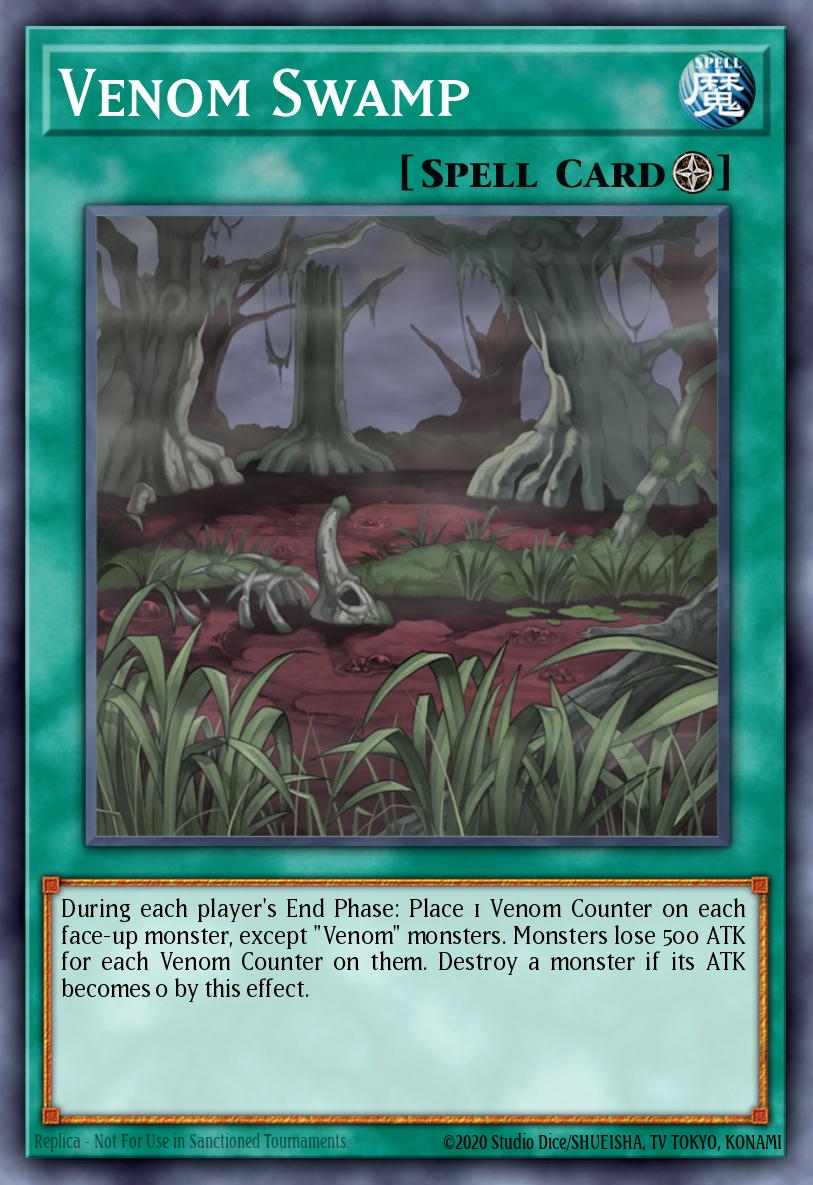 Venom Swamp
SPELL
魔
[Spell Card]
During each player's End Phase: Place 1 Venom Counter on each
face-up monster, except "Venom" monsters. Monsters lose 500 ATK
for each Venom Counter on them. Destroy a monster if its ATK
becomes 0 by this effect.
Replica - Not For Use in Sanctioned Tournaments.
©2020 Studio Dice/SHUEISHA, TV TOKYO, KONAMI